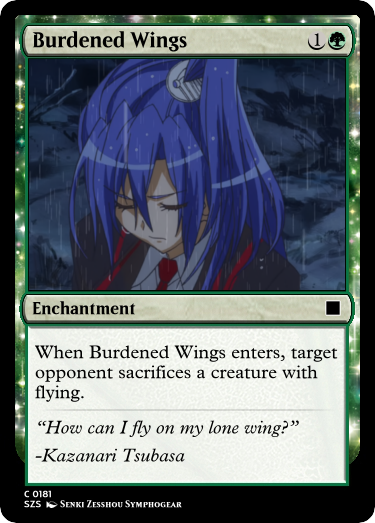 Burdened Wings 1
Enchantment
When Burdened Wings enters, target
opponent sacrifices a creature with
flying.
“How can I fly on my lone wing?”
-Kazanari Tsubasa
C 0181
SZS Senki Zesshou Symphogear